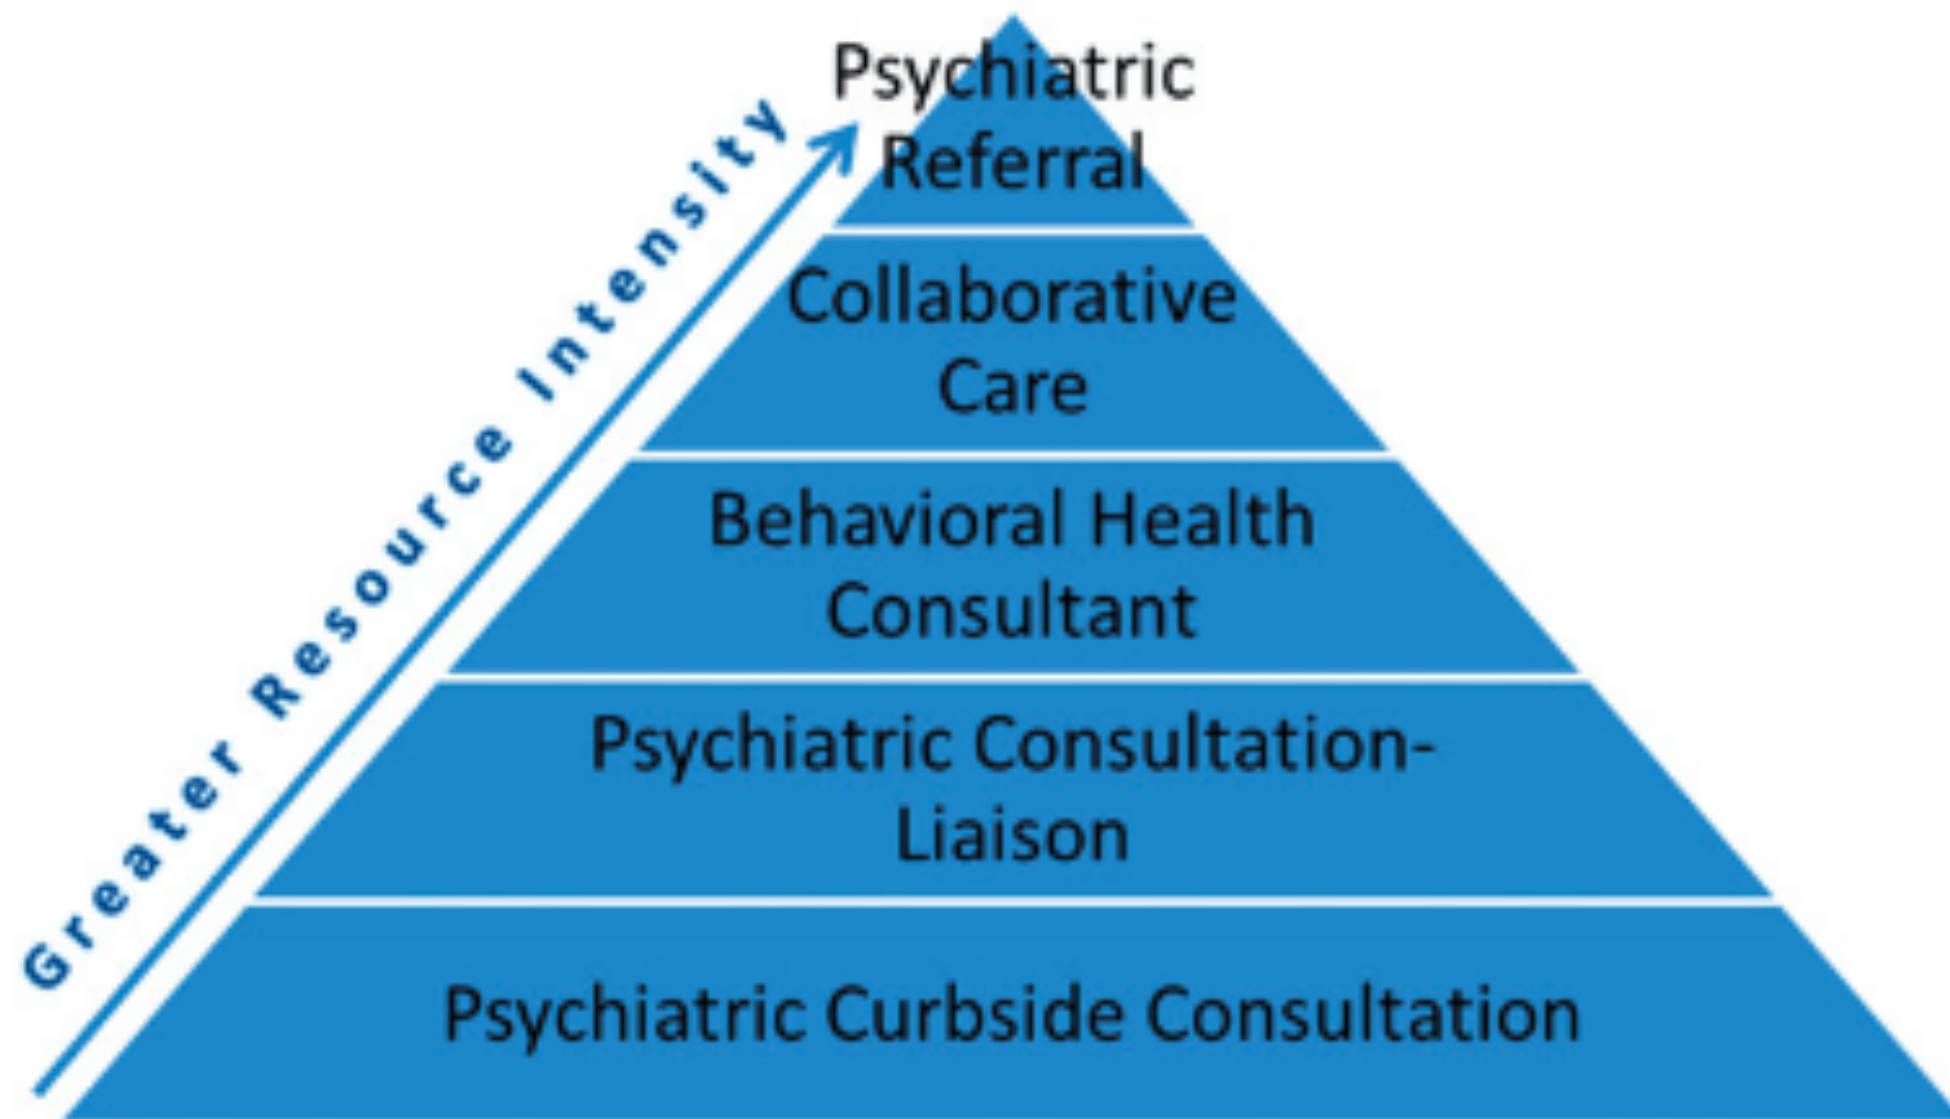 Psychiatric
Referral
Collaborative
Care
Behavioral Health
Consultant
Psychiatric Consultation-
Liaison
Psychiatric Curbside Consultation
Greater Resource Intensity